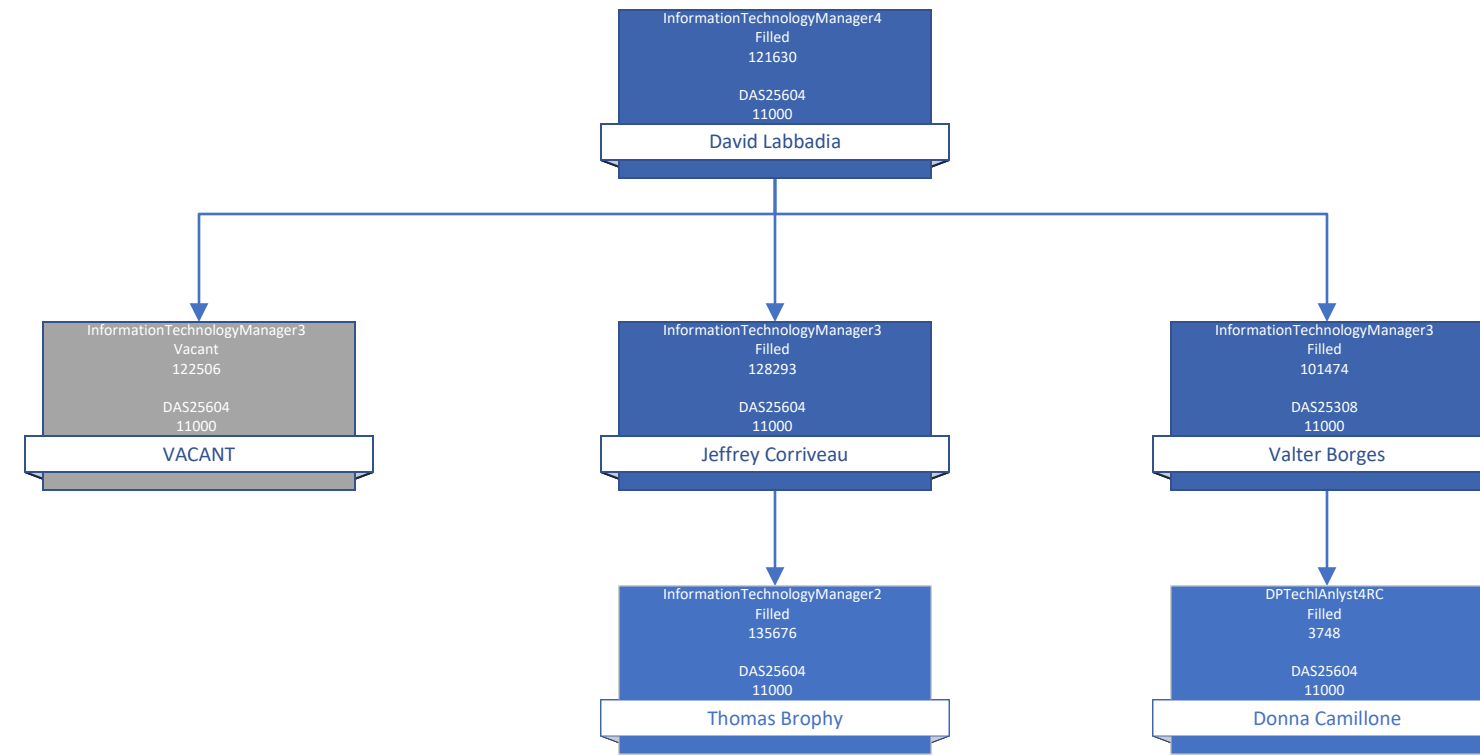 InformationTechnologyManager4
Filled
121630
DAS25604
11000
David Labbadia
InformationTechnologyManager3
Vacant
122506
DAS25604
11000
VACANT
InformationTechnologyManager3
Filled
128293
DAS25604
11000
Jeffrey Corriveau
InformationTechnologyManager3
Filled
101474
DAS25308
11000
Valter Borges
InformationTechnologyManager2
Filled
135676
DAS25604
11000
Thomas Brophy
DPTechlAnlyst4RC
Filled
3748
DAS25604
11000
Donna Camillone